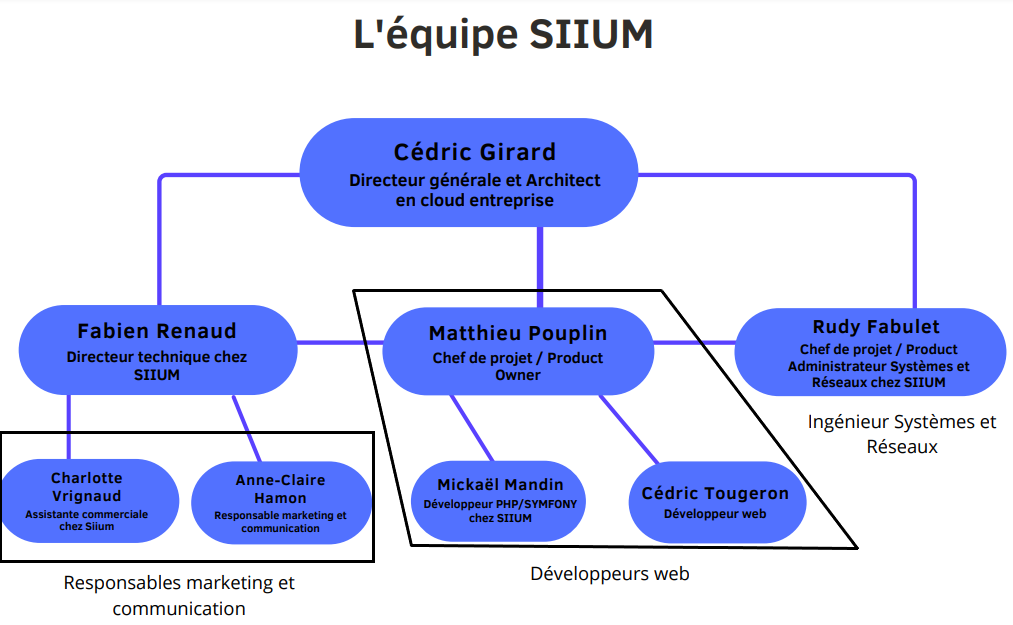 L'équipe SIIUM
Cédric Girard
Directeur générale et Architect
en cloud entreprise
Fabien Renaud
Directeur technique chez
SIIUM
Matthieu Pouplin
Chef de projet / Product
Owner
Rudy Fabulet
Chef de projet / Product
Administrateur Systèmes et
Réseaux chez SIIUM
Ingénieur Systèmes et
Réseaux
Charlotte
Vrignaud
Assistante commerciale
chez Siium
Anne-Claire
Hamon
Responsable marketing et
communication
Mickaël Mandin
Développeur PHP/SYMFONY
chez SIIUM
Cédric Tougeron
Développeur web
Responsables marketing et
communication
Développeurs web